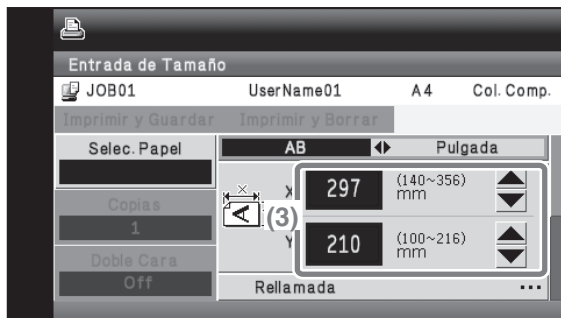 Entrada de Tamaño
JOB01 UserName01 A4 Col. Comp.
Imprimir y Guardar Imprimir y Borrar
Selec. Papel AB Pulgada
X 297 (140~356) mm
Copias (3)
1
Y 210 (100~216) mm
Doble Cara
Off Rellamada ...